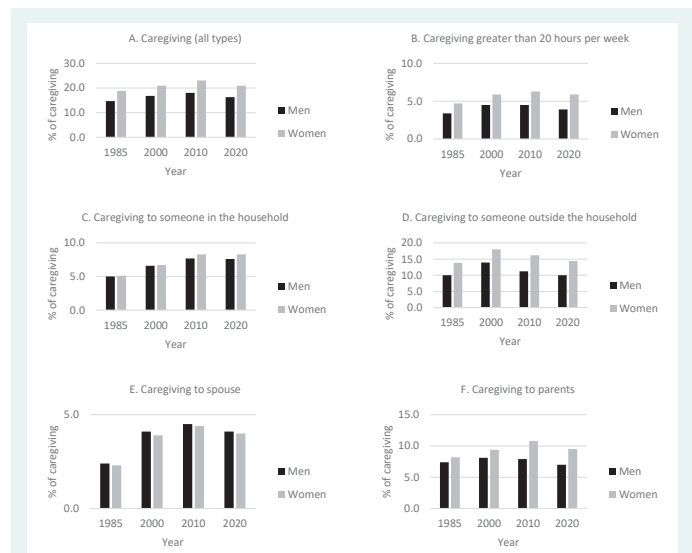 A. Caregiving (all types)
30.0
20.0
10.0
0.0
% of caregiving
1985 2000 2010 2020
Year
Men
Women
B. Caregiving greater than 20 hours per week
10.0
5.0
0.0
% of caregiving
1985 2000 2010 2020
Year
Men
Women
C. Caregiving to someone in the household
10.0
5.0
0.0
% of caregiving
1985 2000 2010 2020
Year
Men
Women
D. Caregiving to someone outside the household
20.0
15.0
10.0
5.0
0.0
% of caregiving
1985 2000 2010 2020
Year
Men
Women
E. Caregiving to spouse
5.0
0.0
% of caregiving
1985 2000 2010 2020
Year
Men
Women
F. Caregiving to parents
15.0
10.0
5.0
0.0
% of caregiving
1985 2000 2010 2020
Year
Men
Women